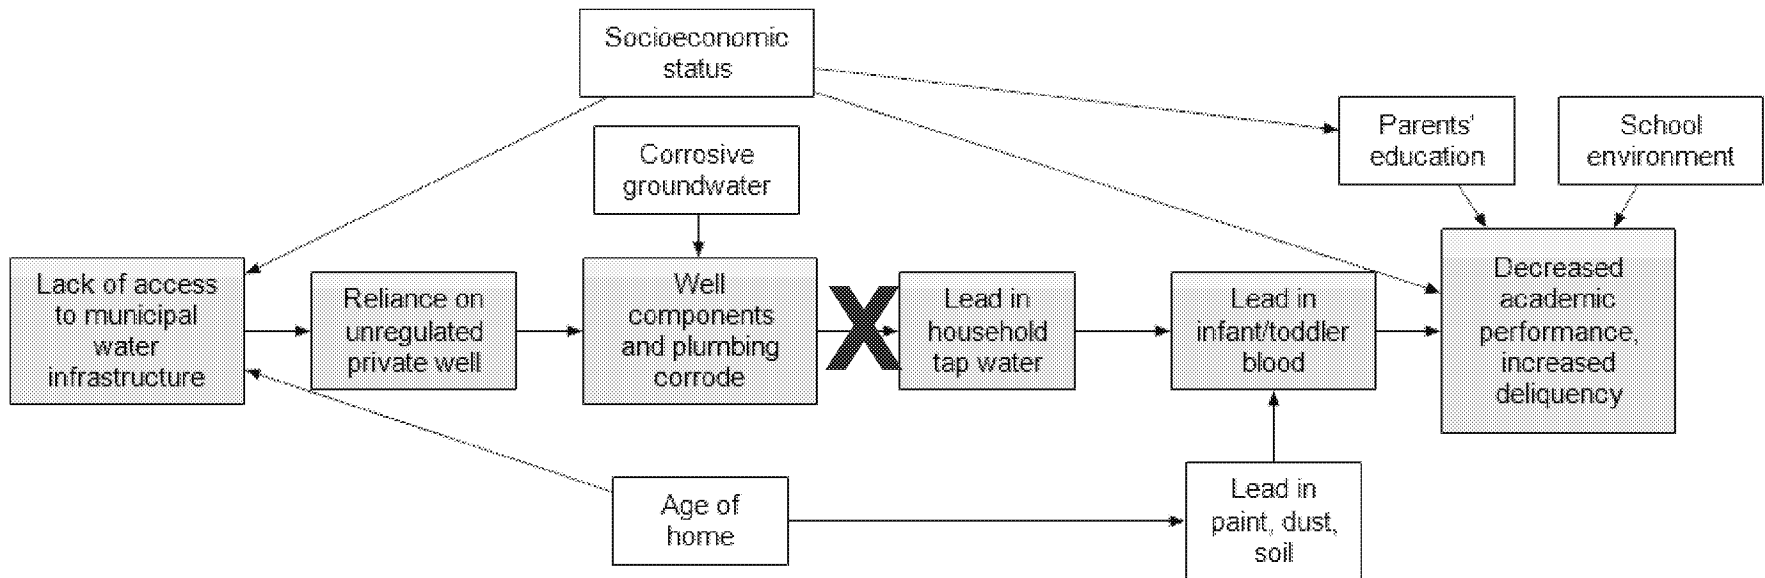 Socioeconomic
status
Parents'
education
School
environment
Corrosive
groundwater
Lack of access
to municipal
water
infrastructure
Reliance on
unregulated
private well
Well
components
and plumbing
corrode
X
Lead in
household
tap water
Lead in
infant/toddler
blood
Decreased
academic
performance,
increased
deliquency
Age of
home
Lead in
paint, dust,
soil